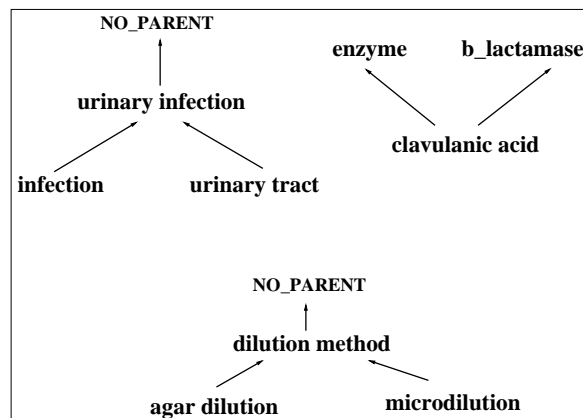 NO_PARENT
enzyme b_lactamase
urinary infection
clavulanic acid
infection urinary tract
NO_PARENT
dilution method
agar dilution microdilution